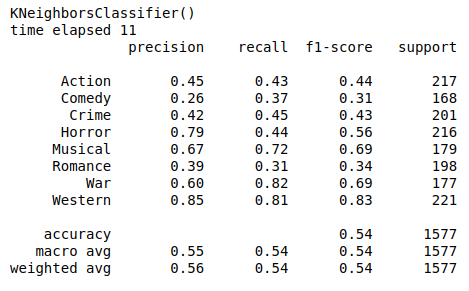 KNeighborsClassifier()
time elapsed 11
precision recall f1-score support
Action 0.45 0.43 0.44 217
Comedy 0.26 0.37 0.31 168
Crime 0.42 0.45 0.43 201
Horror 0.79 0.44 0.56 216
Musical 0.67 0.72 0.69 179
Romance 0.39 0.31 0.34 198
War 0.60 0.82 0.69 177
Western 0.85 0.81 0.83 221
accuracy 0.54 1577
macro avg 0.55 0.54 0.54 1577
weighted avg 0.56 0.54 0.54 1577